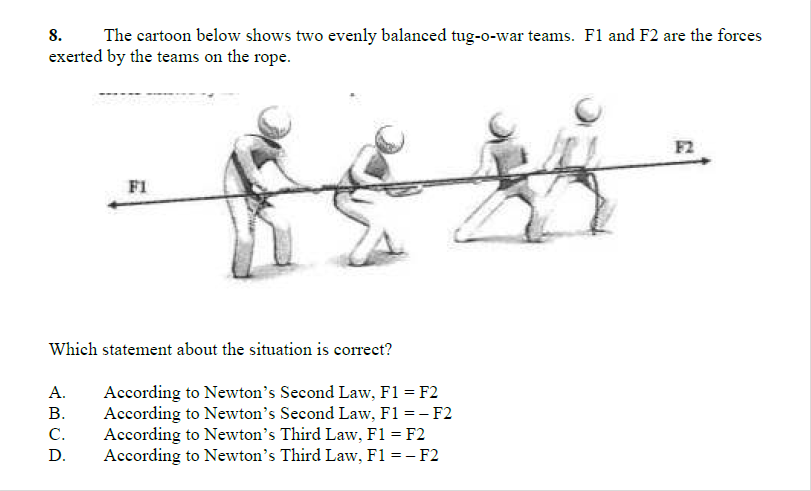 8. The cartoon below shows two evenly balanced tug-o-war teams. F1 and F2 are the forces
exerted by the teams on the rope.
F2
F1
Which statement about the situation is correct?
A. According to Newton's Second Law, F1 = F2
B. According to Newton's Second Law, F1 = – F2
C. According to Newton's Third Law, F1 = F2
D. According to Newton's Third Law, F1 = – F2